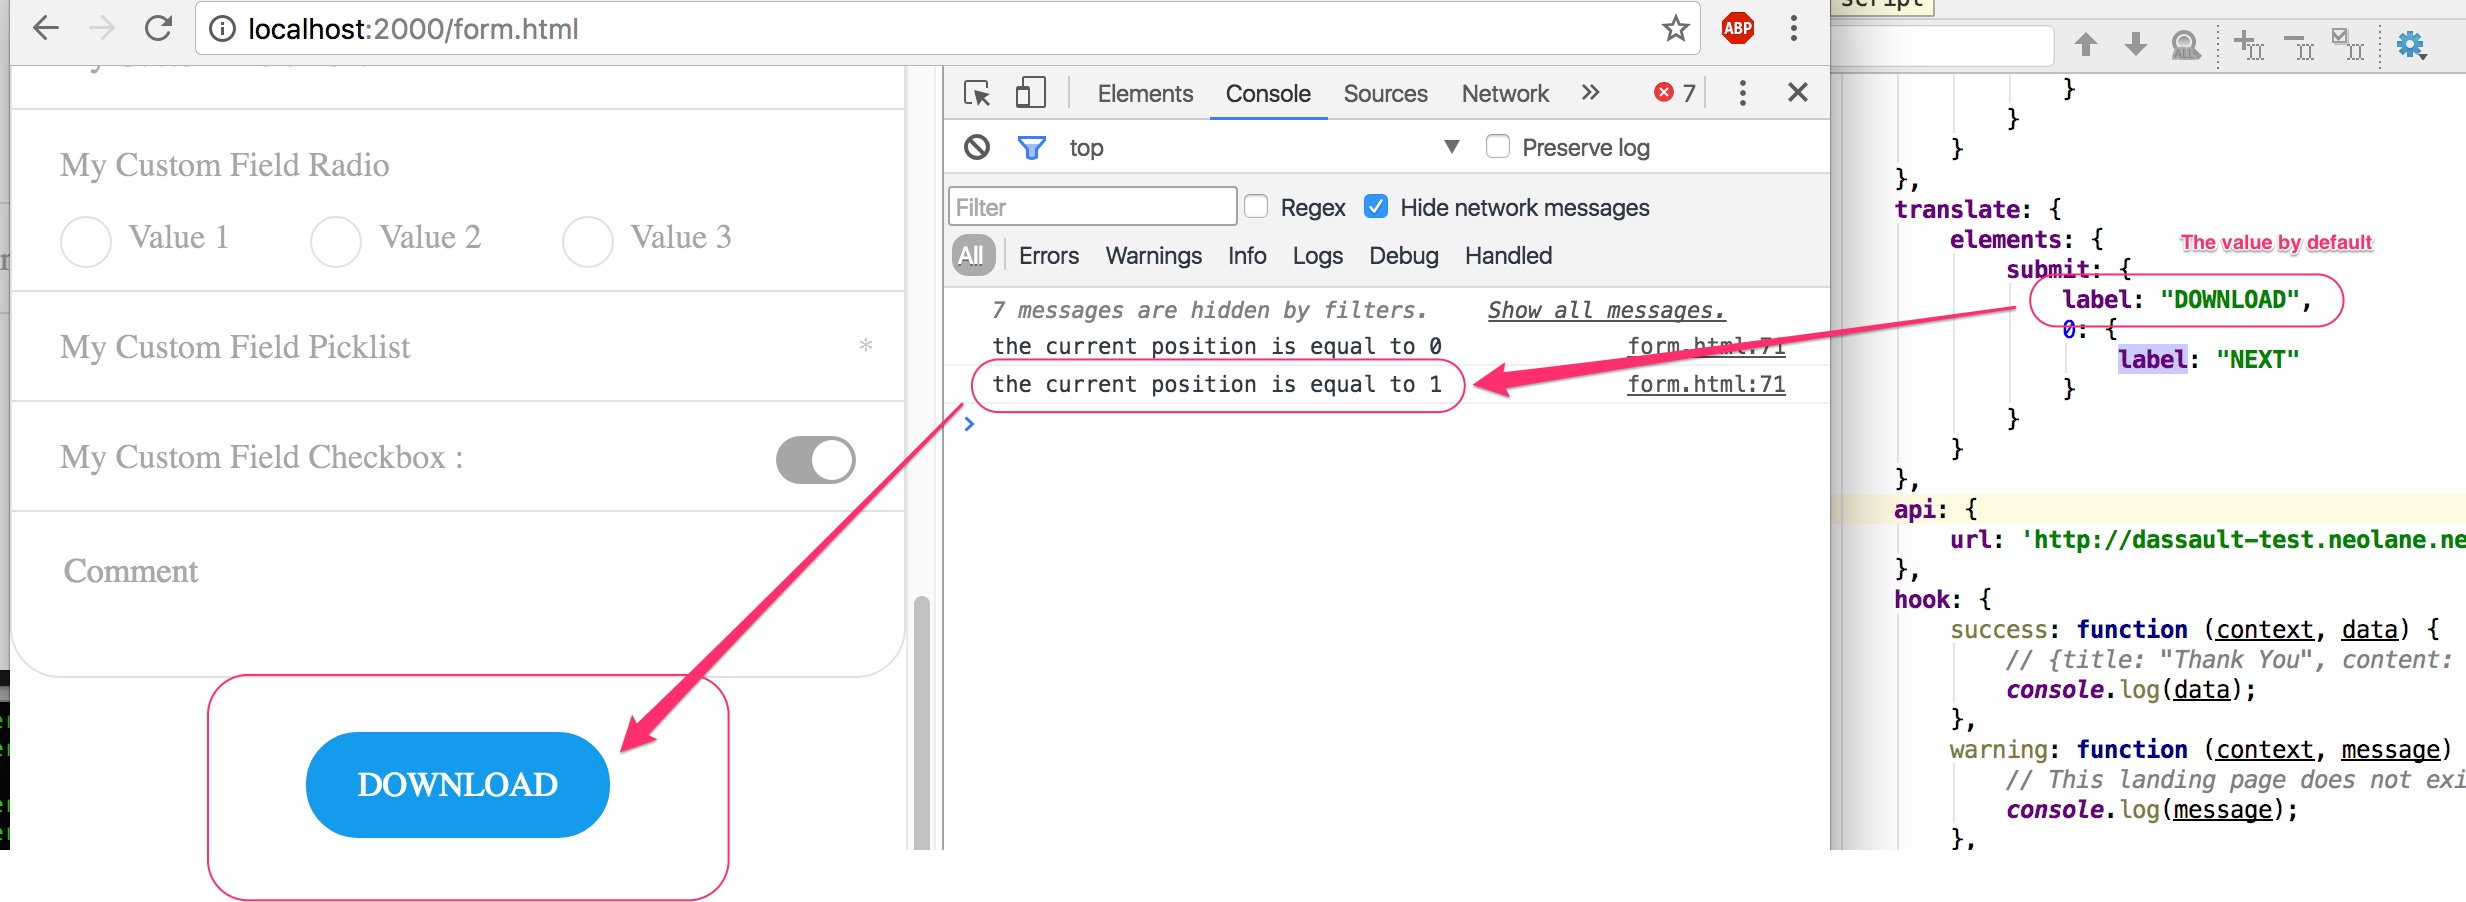 script
localhost:2000/form.html
ABP
ALL
Elements Console Sources Network 7
top Preserve log
Filter Regex Hide network messages
All Errors Warnings Info Logs Debug Handled
7 messages are hidden by filters. Show all messages.
the current position is equal to 0 form.html:71
the current position is equal to 1 form.html:71
>
My Custom Field Radio
Value 1 Value 2 Value 3
My Custom Field Picklist *
My Custom Field Checkbox :
Comment
DOWNLOAD
}
}
}
},
translate: {
elements: {
The value by default
submit: {
label: "DOWNLOAD",
0: {
label: "NEXT"
}
}
}
},
api: {
url: 'http://dassault-test.neolane.ne
},
hook: {
success: function (context, data) {
// {title: "Thank You", content:
console.log(data);
},
warning: function (context, message)
// This landing page does not exi
console.log(message);
},